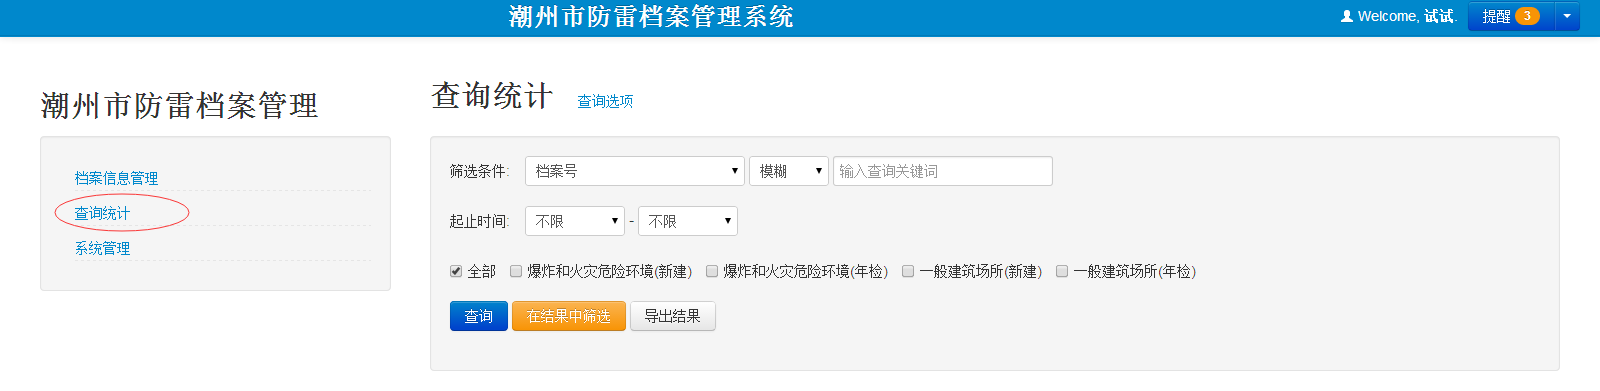 潮州市防雷档案管理系统
Welcome, 试试.
提醒 3
潮州市防雷档案管理
档案信息管理
查询统计
系统管理
查询统计 查询选项
筛选条件: 档案号 模糊 输入查询关键词
起止时间: 不限 - 不限
全部 爆炸和火灾危险环境(新建) 爆炸和火灾危险环境(年检) 一般建筑场所(新建) 一般建筑场所(年检)
查询 在结果中筛选 导出结果